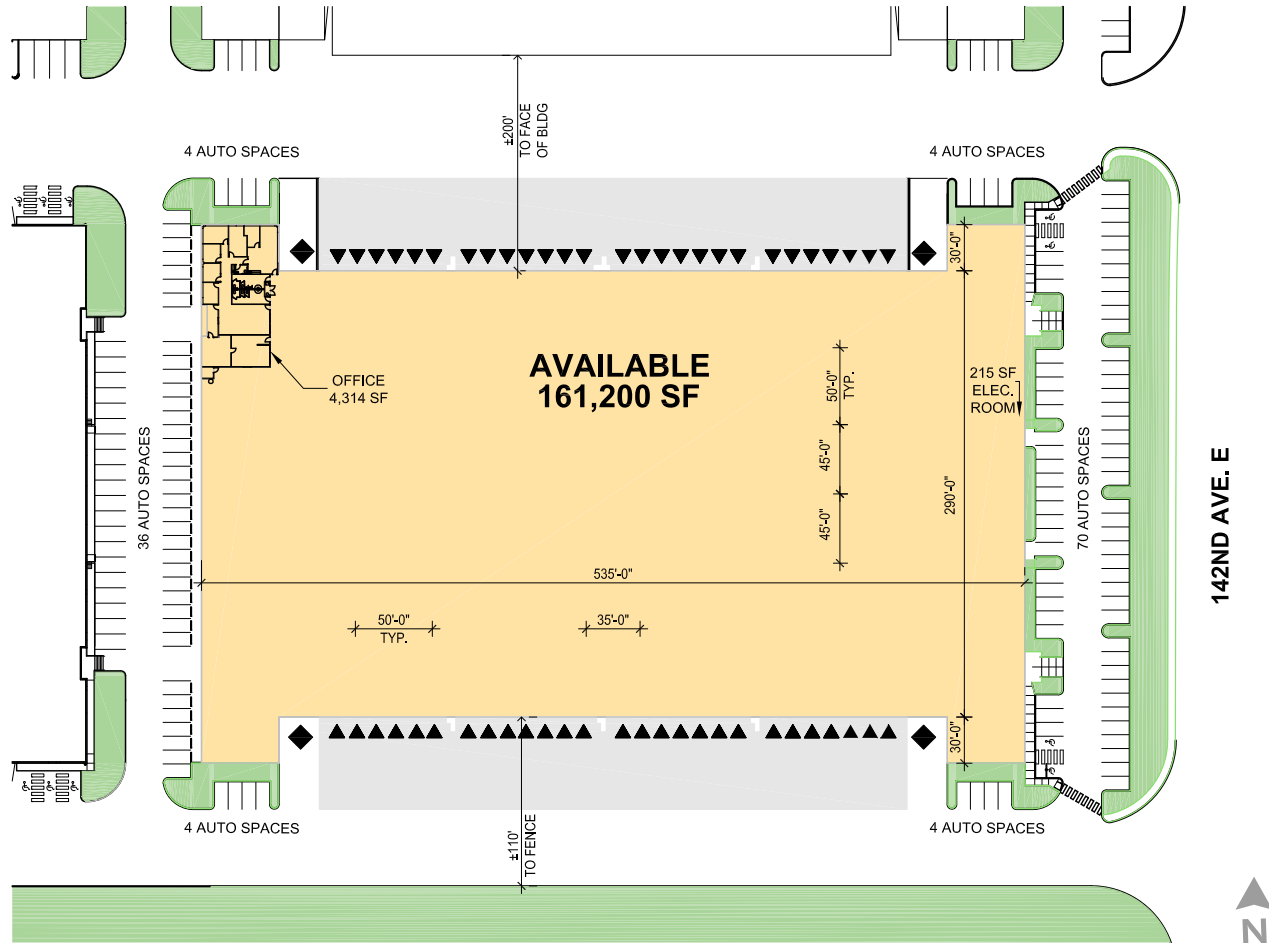 ±200'
TO FACE
OF BLDG
4 AUTO SPACES
4 AUTO SPACES
30'-0"
AVAILABLE
161,200 SF
OFFICE
4,314 SF
50'-0"
TYP.
215 SF
ELEC.
ROOM
36 AUTO SPACES
45'-0"
45'-0"
290'-0"
70 AUTO SPACES
142ND AVE. E
535'-0"
50'-0"
TYP.
35'-0"
30'-0"
4 AUTO SPACES
4 AUTO SPACES
±110'
TO FENCE
N